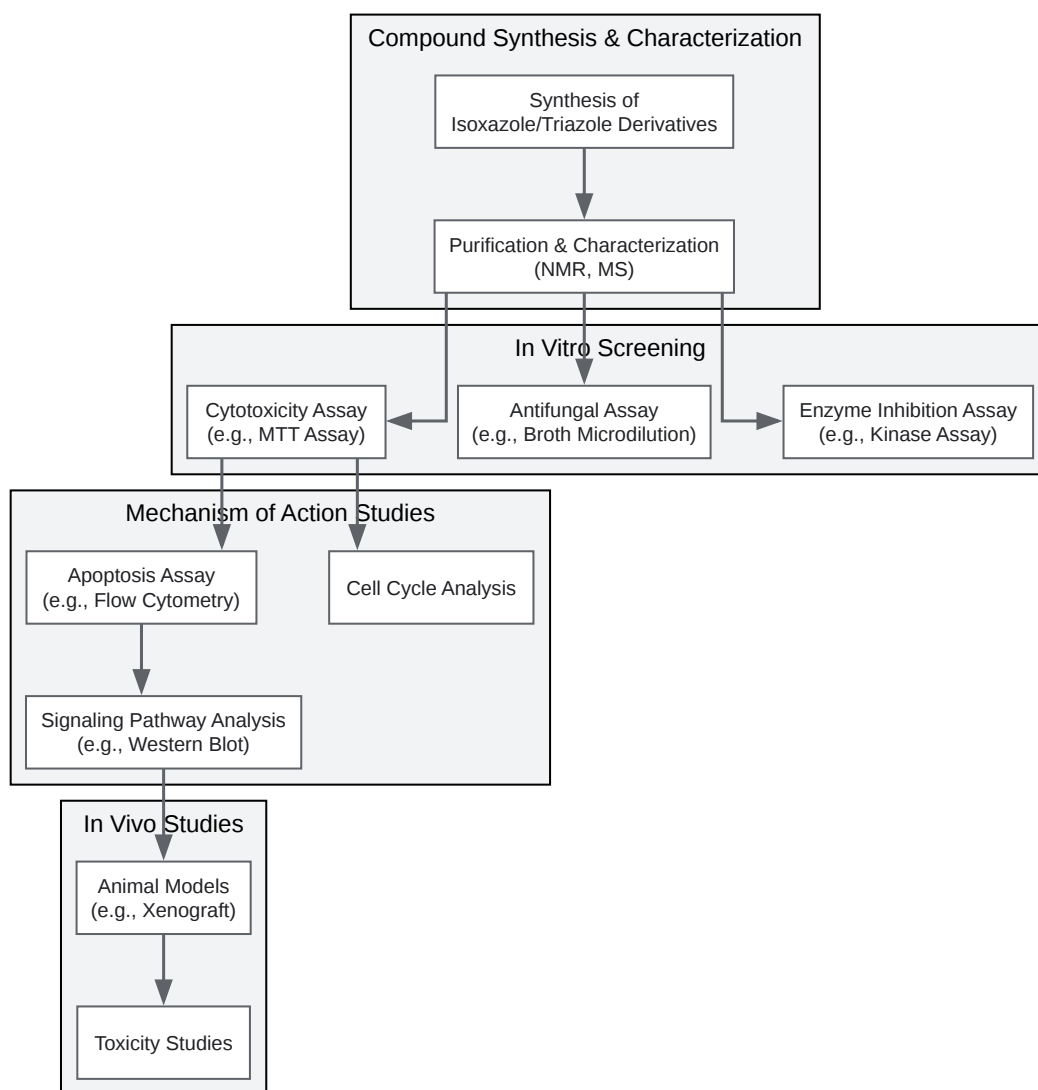 Compound Synthesis & Characterization
Synthesis of
Isoxazole/Triazole Derivatives
Purification & Characterization
(NMR, MS)
In Vitro Screening
Cytotoxicity Assay
(e.g., MTT Assay)
Antifungal Assay
(e.g., Broth Microdilution)
Enzyme Inhibition Assay
(e.g., Kinase Assay)
Mechanism of Action Studies
Apoptosis Assay
(e.g., Flow Cytometry)
Cell Cycle Analysis
Signaling Pathway Analysis
(e.g., Western Blot)
In Vivo Studies
Animal Models
(e.g., Xenograft)
Toxicity Studies